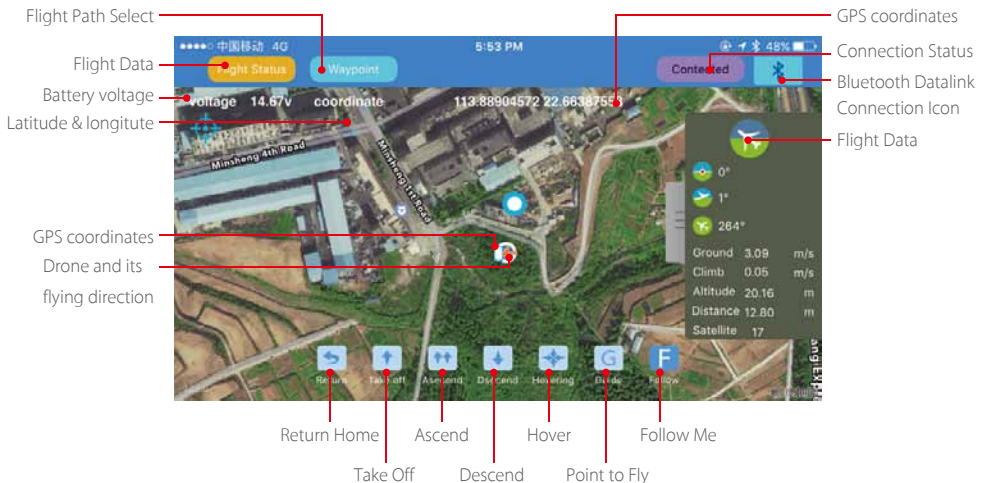 Flight Path Select
GPS coordinates
中国移动 4G
5:53 PM
48%
Flight Data
Flight Status
Waypoint
Contected
Connection Status
Bluetooth Datalink
Connection Icon
Battery voltage
voltage 14.67v coordinate 113.88904572 22.66387558
Latitude & longitute
Flight Data
Minsheng 4th Road
Minsheng 1st Road
0°
1°
264°
GPS coordinates
Drone and its
flying direction
Ground 3.09 m/s
Climb 0.05 m/s
Altitude 20.16 m
Distance 12.80 m
Satellite 17
G
F
Return
Take off
Asecend
Dsecend
Hovering
Guide
Follow
Return Home
Ascend
Hover
Follow Me
Take Off
Descend
Point to Fly